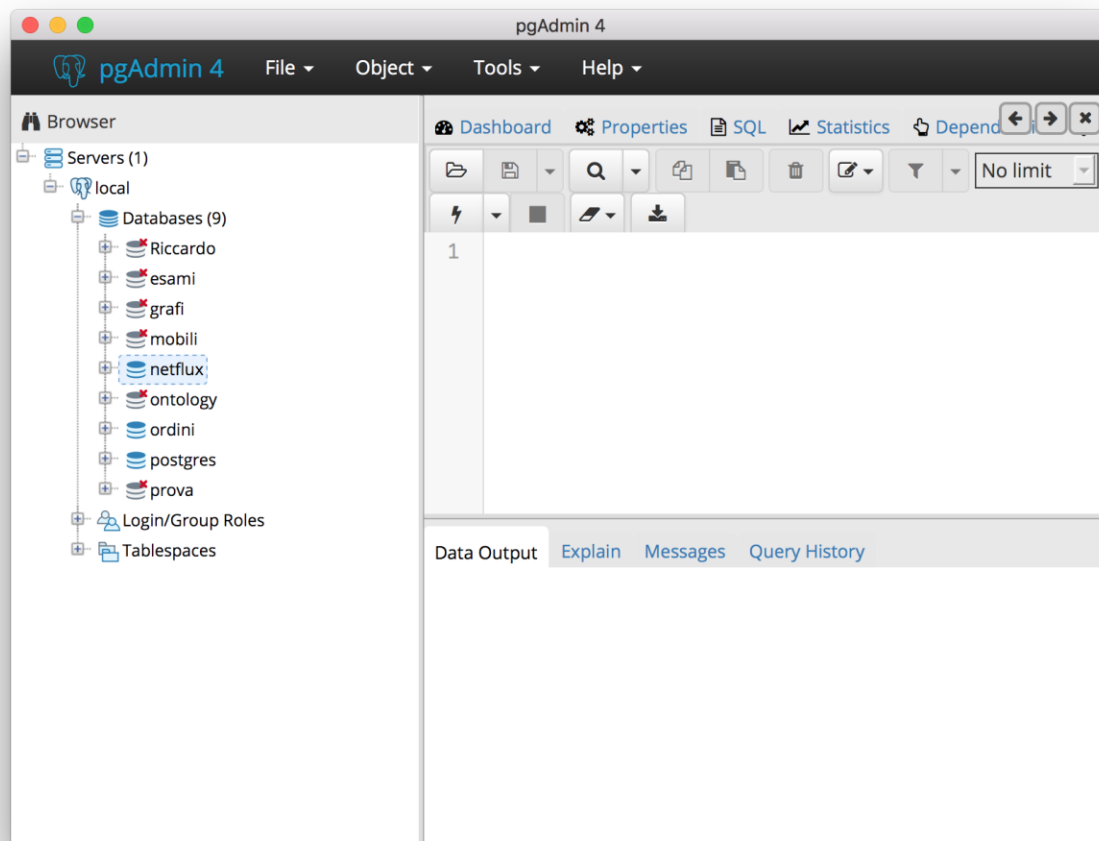 pgAdmin 4
pgAdmin 4 File Object Tools Help
Browser
Servers (1)
local
Databases (9)
Riccardo
esami
grafi
mobili
netflux
ontology
ordini
postgres
prova
Login/Group Roles
Tablespaces
Dashboard Properties SQL Statistics Depend
No limit
1
Data Output Explain Messages Query History